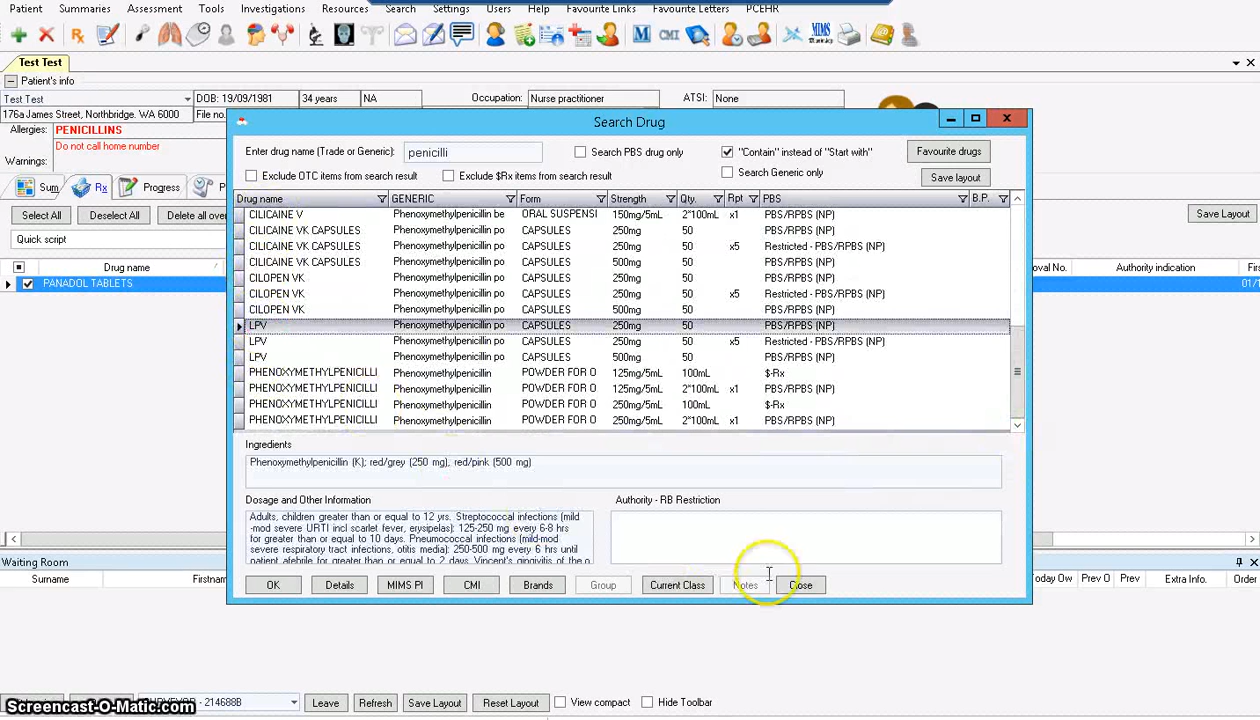 Patient Summaries Assessment Tools Investigations Resources Search Settings Users Help Favourite Links Favourite Letters PCEHR
Rx M CMI MIMS
Test Test
Patient's info
Test Test DOB: 19/09/1981 34 years NA Occupation: Nurse practitioner ATSI: None
176a James Street, Northbridge. WA 6000 File no.
Allergies: PENICILLINS
Do not call home number
Warnings:
Sum Rx Progress
Select All Deselect All Delete all over Save Layout
Quick script
Drug name oval No. Authority indication Firs
PANADOL TABLETS 01/1
Search Drug
Enter drug name (Trade or Generic): penicilli Search PBS drug only "Contain" instead of "Start with" Favourite drugs
Exclude OTC items from search result Exclude $Rx items from search result Search Generic only Save layout
Drug name GENERIC Form Strength Qty. Rpt PBS B.P.
CILICAINE V Phenoxymethylpenicillin be ORAL SUSPENSI 150mg/5mL 2*100mL x1 PBS/RPBS (NP)
CILICAINE VK CAPSULES Phenoxymethylpenicillin po CAPSULES 250mg 50 PBS/RPBS (NP)
CILICAINE VK CAPSULES Phenoxymethylpenicillin po CAPSULES 250mg 50 x5 Restricted - PBS/RPBS (NP)
CILICAINE VK CAPSULES Phenoxymethylpenicillin po CAPSULES 500mg 50 PBS/RPBS (NP)
CILOPEN VK Phenoxymethylpenicillin po CAPSULES 250mg 50 PBS/RPBS (NP)
CILOPEN VK Phenoxymethylpenicillin po CAPSULES 250mg 50 x5 Restricted - PBS/RPBS (NP)
CILOPEN VK Phenoxymethylpenicillin po CAPSULES 500mg 50 PBS/RPBS (NP)
LPV Phenoxymethylpenicillin po CAPSULES 250mg 50 PBS/RPBS (NP)
LPV Phenoxymethylpenicillin po CAPSULES 250mg 50 x5 Restricted - PBS/RPBS (NP)
LPV Phenoxymethylpenicillin po CAPSULES 500mg 50 PBS/RPBS (NP)
PHENOXYMETHYLPENICILLI Phenoxymethylpenicillin POWDER FOR O 125mg/5mL 100mL $-Rx
PHENOXYMETHYLPENICILLI Phenoxymethylpenicillin POWDER FOR O 125mg/5mL 2*100mL x1 PBS/RPBS (NP)
PHENOXYMETHYLPENICILLI Phenoxymethylpenicillin POWDER FOR O 250mg/5mL 100mL $-Rx
PHENOXYMETHYLPENICILLI Phenoxymethylpenicillin POWDER FOR O 250mg/5mL 2*100mL x1 PBS/RPBS (NP)
Ingredients
Phenoxymethylpenicillin (K); red/grey (250 mg), red/pink (500 mg)
Dosage and Other Information Authority - RB Restriction
Adults, children greater than or equal to 12 yrs. Streptococcal infections (mild
-mod severe URTI incl scarlet fever, erysipelas): 125-250 mg every 6-8 hrs
for greater than or equal to 10 days. Pneumococcal infections (mild-mod
severe respiratory tract infections, otitis media): 250-500 mg every 6 hrs until
patient afebrile for greater than or equal to 2 days. Vincent's gingivitis of the o
OK Details MIMS PI CMI Brands Group Current Class Notes Close
Waiting Room
Surname Firstnam Today Ow Prev O Prev Extra Info. Order
SURVEYOR - 214688B Leave Refresh Save Layout Reset Layout View compact Hide Toolbar
Screencast-O-Matic.com